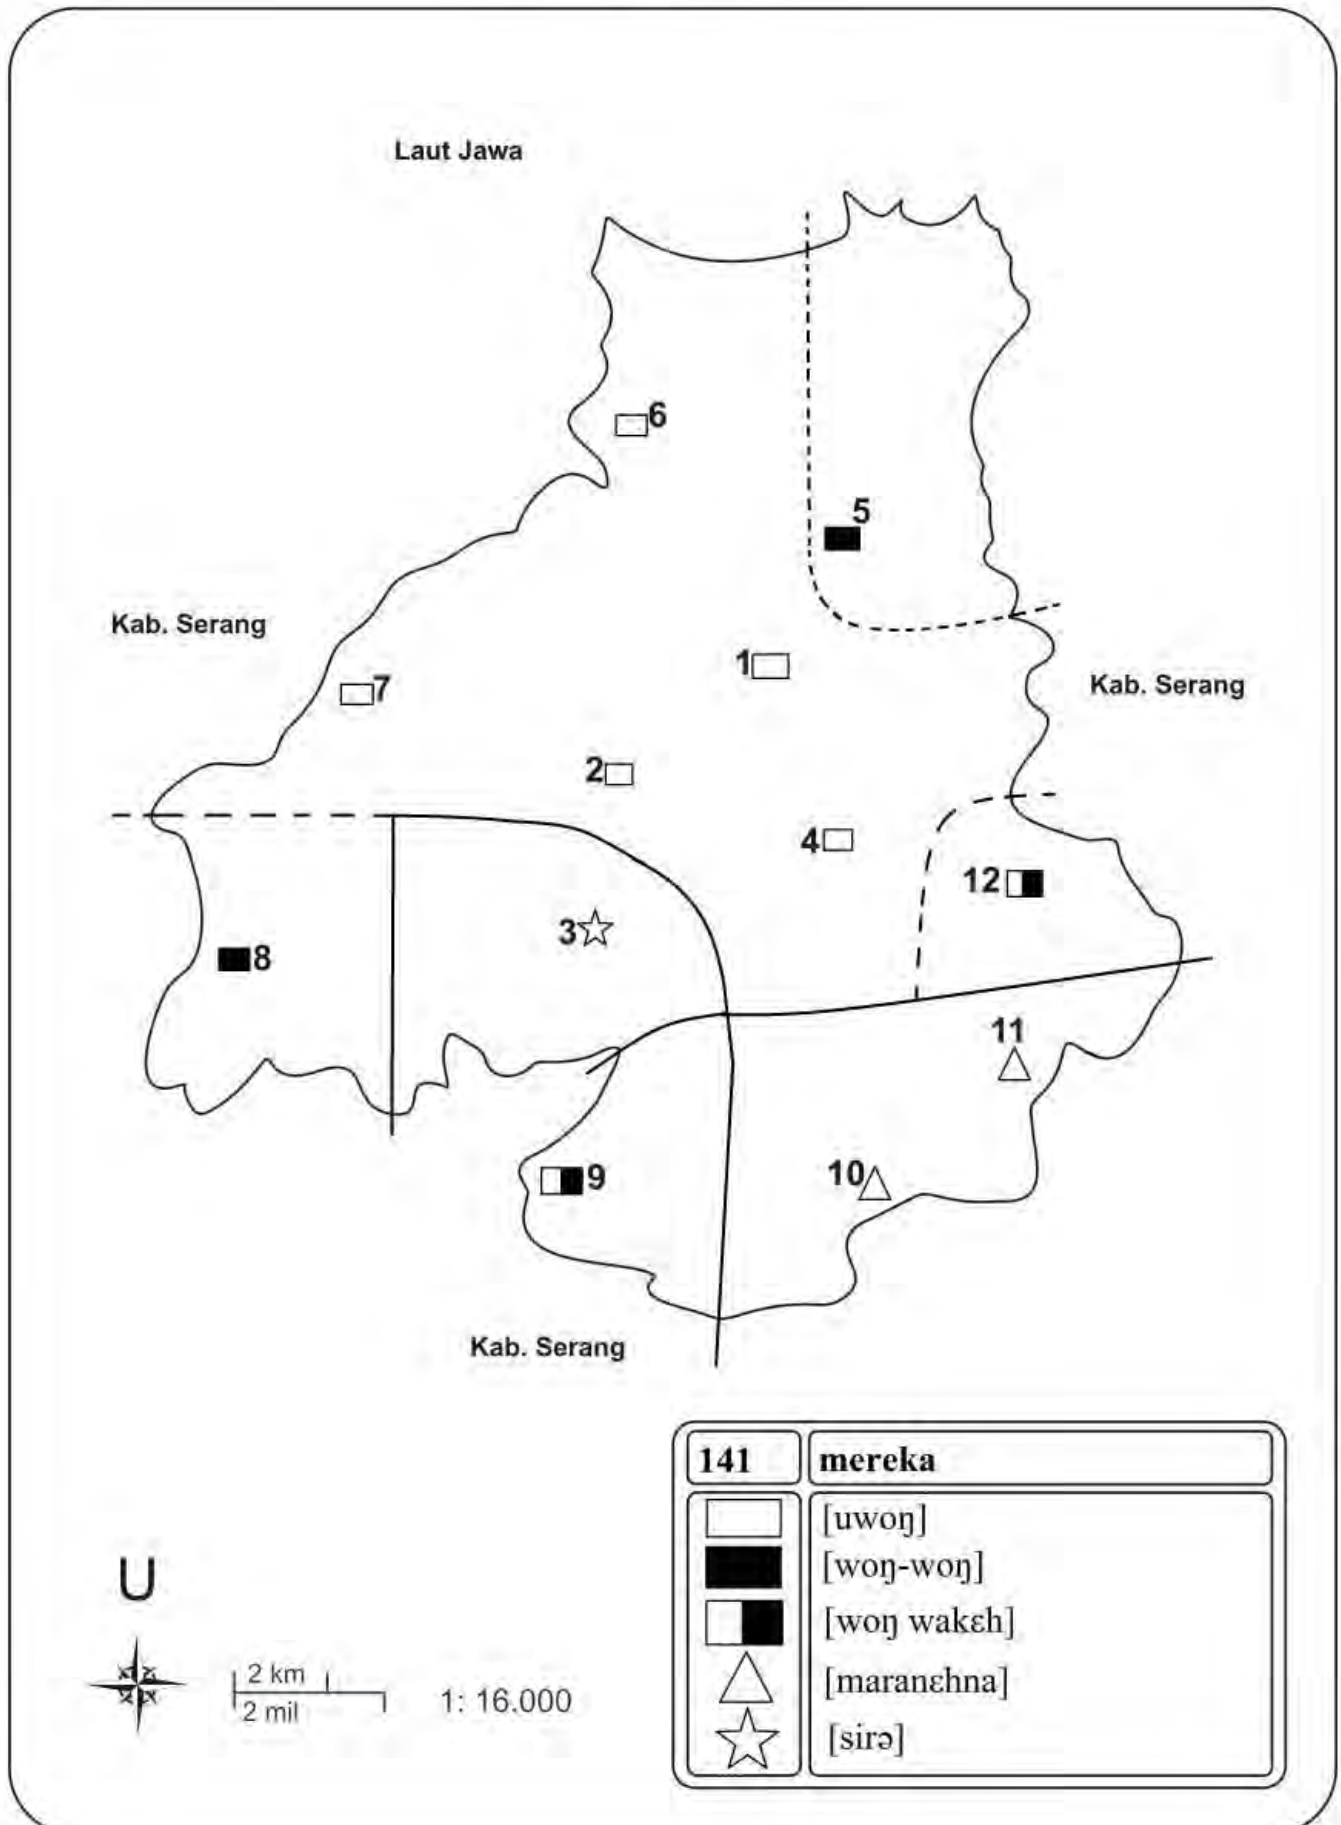 Laut Jawa
6
5
Kab. Serang
1
Kab. Serang
7
2
4
12
3
8
11
10
9
Kab. Serang
141 mereka
[uwoŋ]
[woŋ-woŋ]
[woŋ wakɛh]
[maranɛhna]
[sirə]
U
2 km
2 mil
1: 16.000